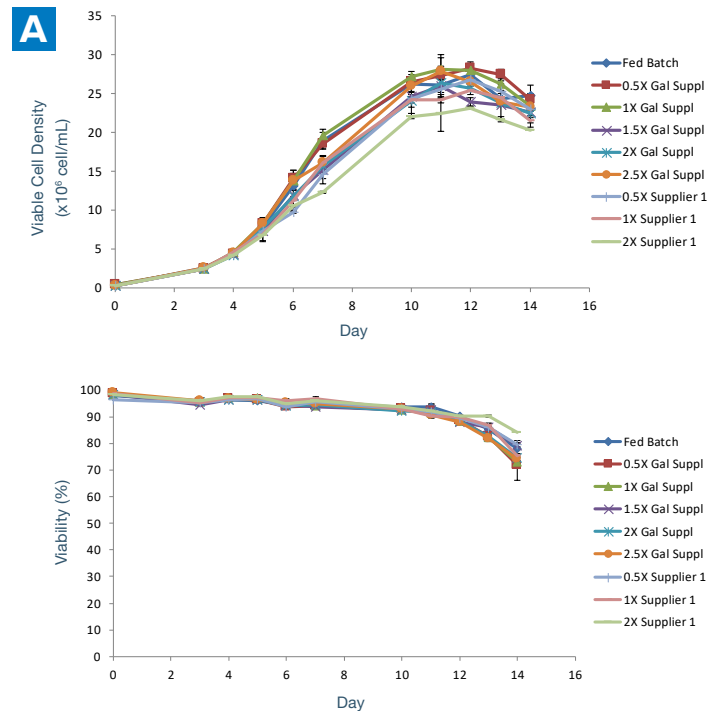 A
35
30
25
20
15
10
5
0
0 2 4 6 8 10 12 14 16
Viable Cell Density
(x10⁶ cell/mL)
Day
Fed Batch
0.5X Gal Suppl
1X Gal Suppl
1.5X Gal Suppl
2X Gal Suppl
2.5X Gal Suppl
0.5X Supplier 1
1X Supplier 1
2X Supplier 1
100
90
80
70
60
50
40
30
20
10
0
0 2 4 6 8 10 12 14 16
Viability (%)
Day
Fed Batch
0.5X Gal Suppl
1X Gal Suppl
1.5X Gal Suppl
2X Gal Suppl
2.5X Gal Suppl
0.5X Supplier 1
1X Supplier 1
2X Supplier 1